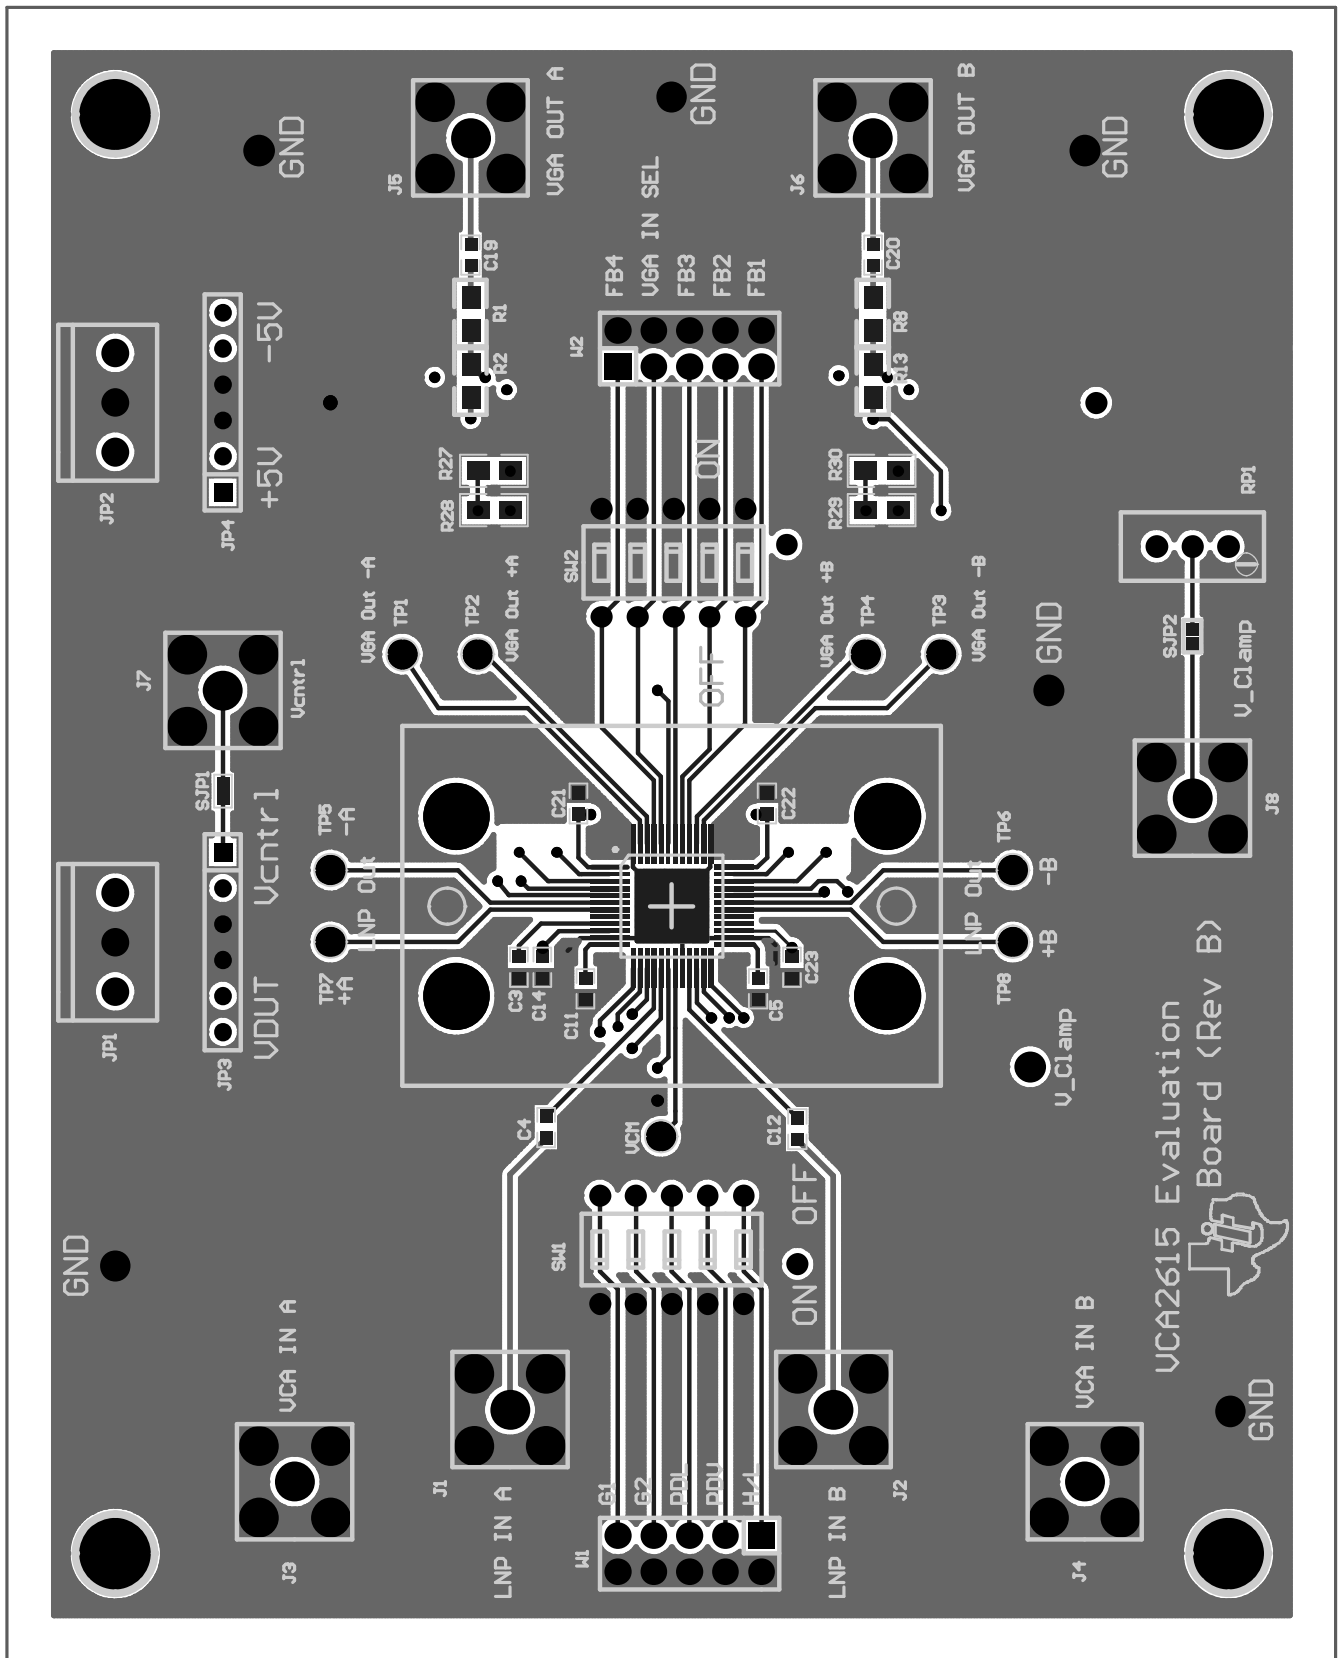 GND
J5
VGA OUT A
GND
J6
VGA OUT B
GND
C19
VGA IN SEL
C20
FB4
FB3
FB2
FB1
-5V
R1
R8
W2
R2
R13
JP2
+5V
JP4
R27
R28
ON
R30
R29
RP1
SW2
VGA Out -A
TP1
TP2
VGA Out +A
VGA Out +B
TP4
TP3
VGA Out -B
GND
SJP2
V_Clamp
OFF
J7
Vcntrl
SJP1
C21
C22
J8
TP5
-A
Vcntrl
LNP Out
TP6
-B
LNP Out
TP7
+A
+B
TP8
VDUT
JP1
JP3
C3
C14
C11
C5
C23
V_Clamp
C4
VCM
C12
VCA2615 Evaluation
Board (Rev B)
GND
SW1
OFF
ON
VCA IN A
VCA IN B
GND
J1
G1
G2
PDL
PDV
H/L
J2
LNP IN A
LNP IN B
J3
W1
J4